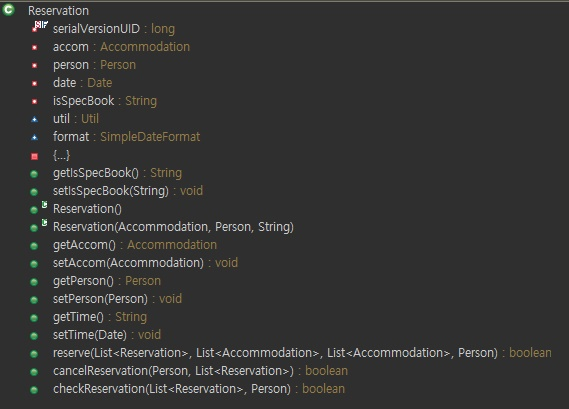 Reservation
serialVersionUID : long
accom : Accommodation
person : Person
date : Date
isSpecBook : String
util : Util
format : SimpleDateFormat
{...}
getIsSpecBook() : String
setIsSpecBook(String) : void
Reservation()
Reservation(Accommodation, Person, String)
getAccom() : Accommodation
setAccom(Accommodation) : void
getPerson() : Person
setPerson(Person) : void
getTime() : String
setTime(Date) : void
reserve(List<Reservation>, List<Accommodation>, List<Accommodation>, Person) : boolean
cancelReservation(Person, List<Reservation>) : boolean
checkReservation(List<Reservation>, Person) : boolean